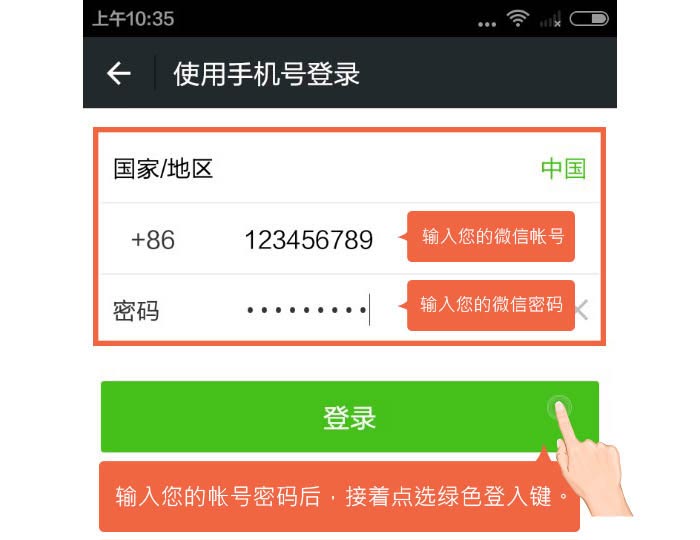 上午10:35
使用手机号登录
国家/地区 中国
+86 123456789 输入您的微信帐号
密码 ••••••••• 输入您的微信密码
登录
输入您的帐号密码后，接着点选绿色登入键。